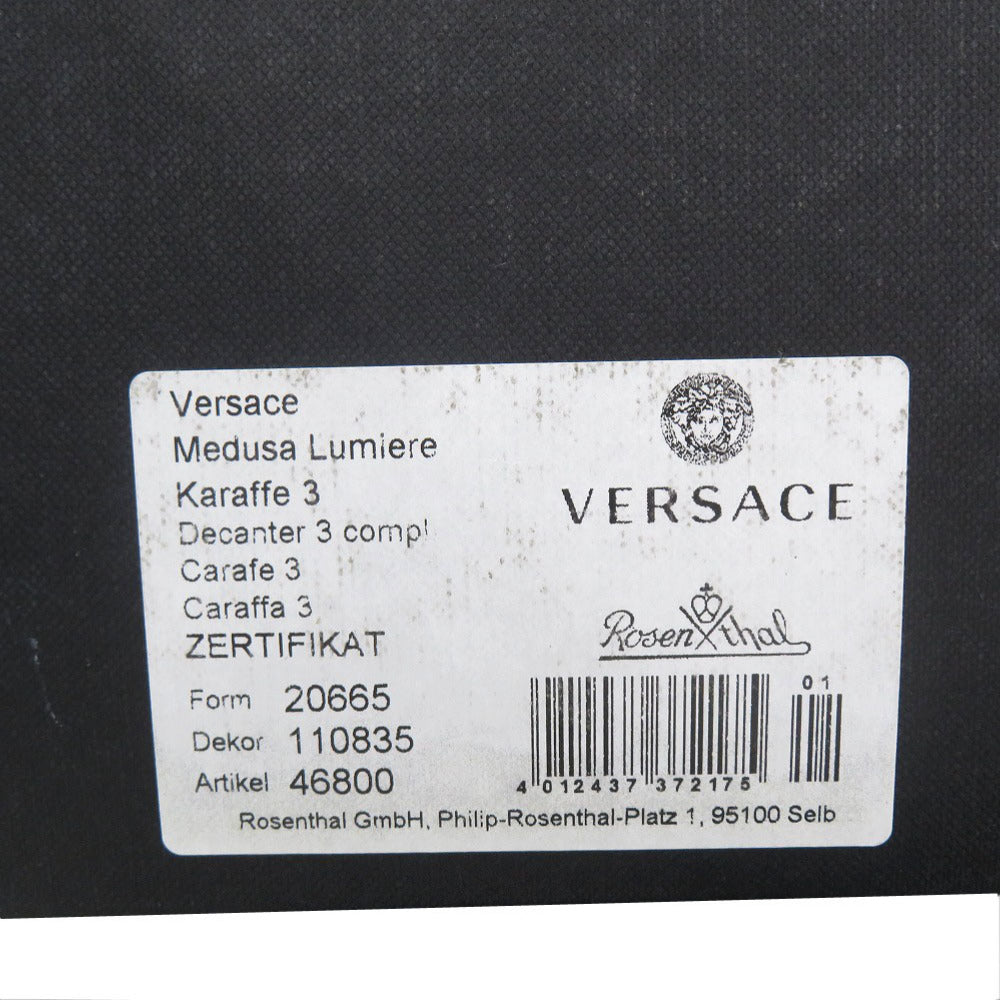 Versace
Medusa Lumiere
Karaffe 3
Decanter 3 compl
Carafe 3
Caraffa 3
ZERTIFIKAT
Form 20665
Dekor 110835
Artikel 46800
VERSACE
Rosenthal
01
4 012437 372175
Rosenthal GmbH, Philip-Rosenthal-Platz 1, 95100 Selb